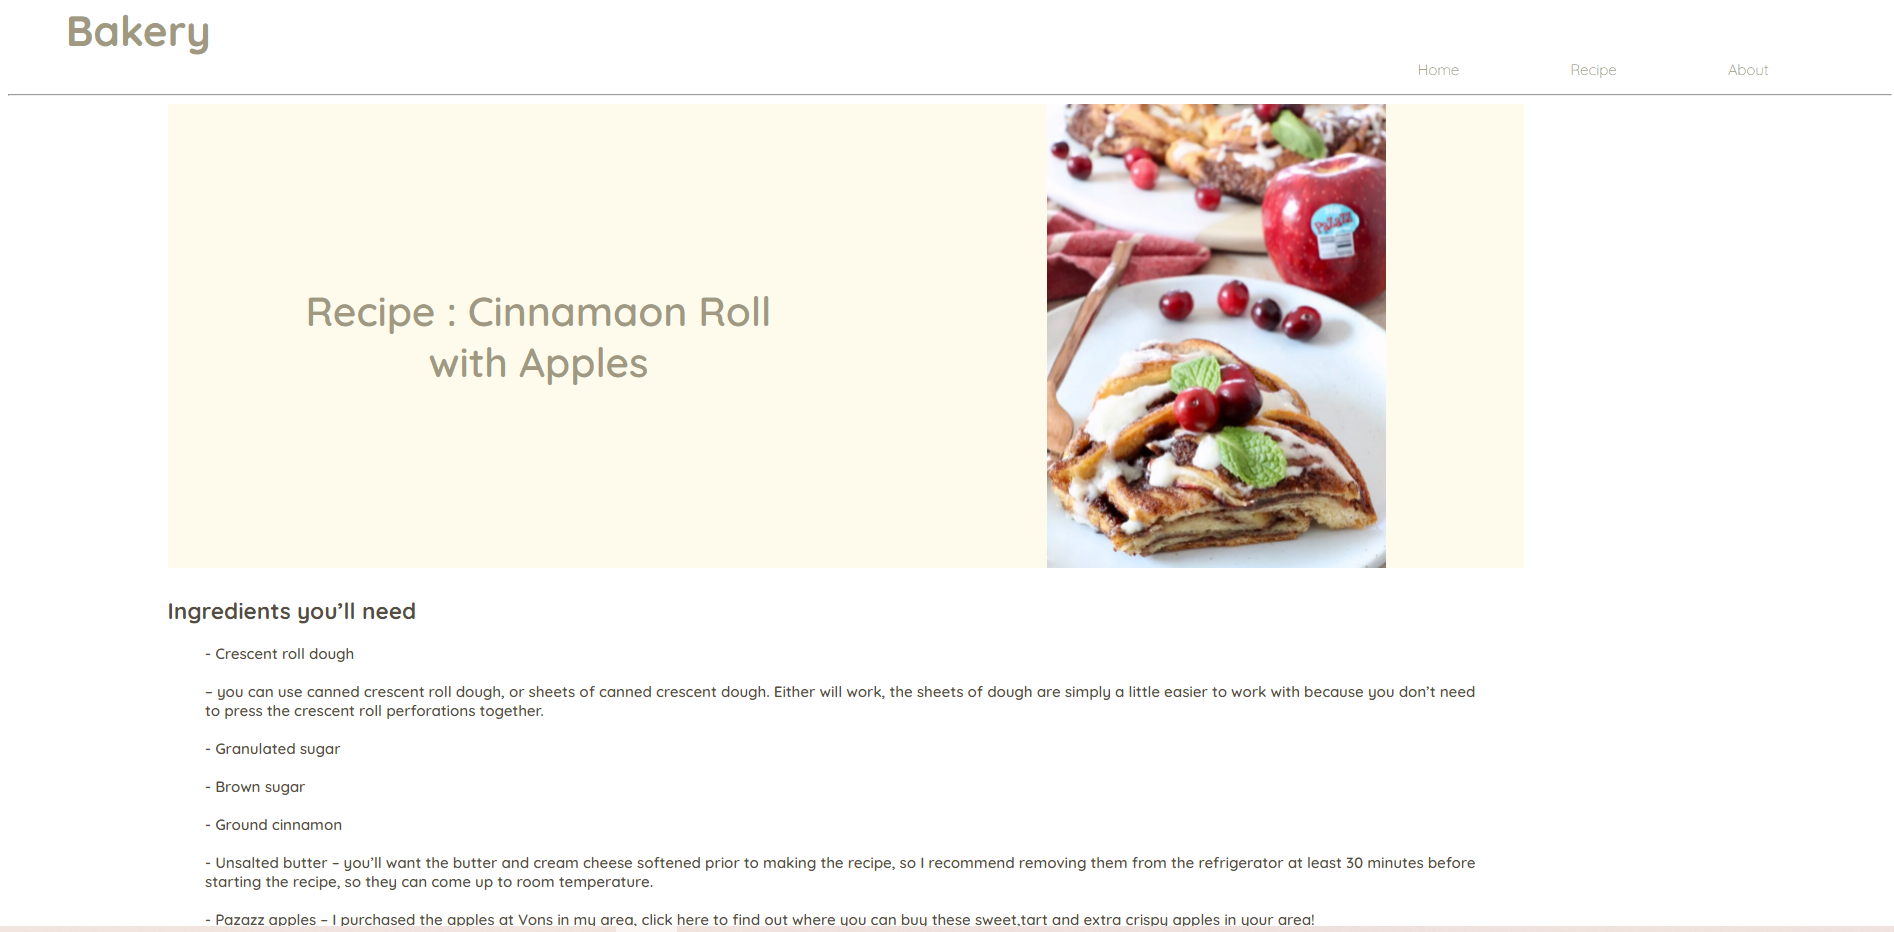 Bakery
Home Recipe About
Recipe : Cinnamaon Roll
with Apples
PaZaZZ
Ingredients you’ll need
- Crescent roll dough
– you can use canned crescent roll dough, or sheets of canned crescent dough. Either will work, the sheets of dough are simply a little easier to work with because you don’t need
to press the crescent roll perforations together.
- Granulated sugar
- Brown sugar
- Ground cinnamon
- Unsalted butter – you’ll want the butter and cream cheese softened prior to making the recipe, so I recommend removing them from the refrigerator at least 30 minutes before
starting the recipe, so they can come up to room temperature.
- Pazazz apples – I purchased the apples at Vons in my area, click here to find out where you can buy these sweet,tart and extra crispy apples in your area!